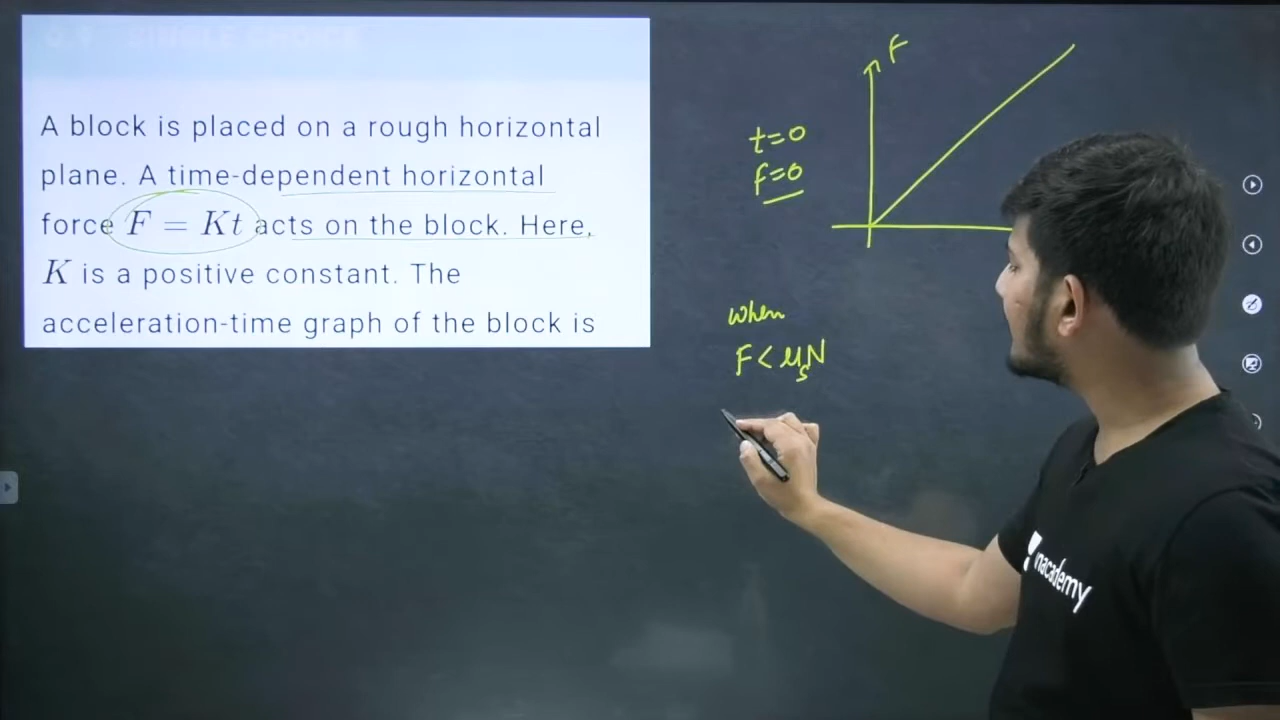 A block is placed on a rough horizontal
plane. A time-dependent horizontal
force F = Kt acts on the block. Here,
K is a positive constant. The
acceleration-time graph of the block is
F
t=0
f=0
when
F<μsN
unacademy